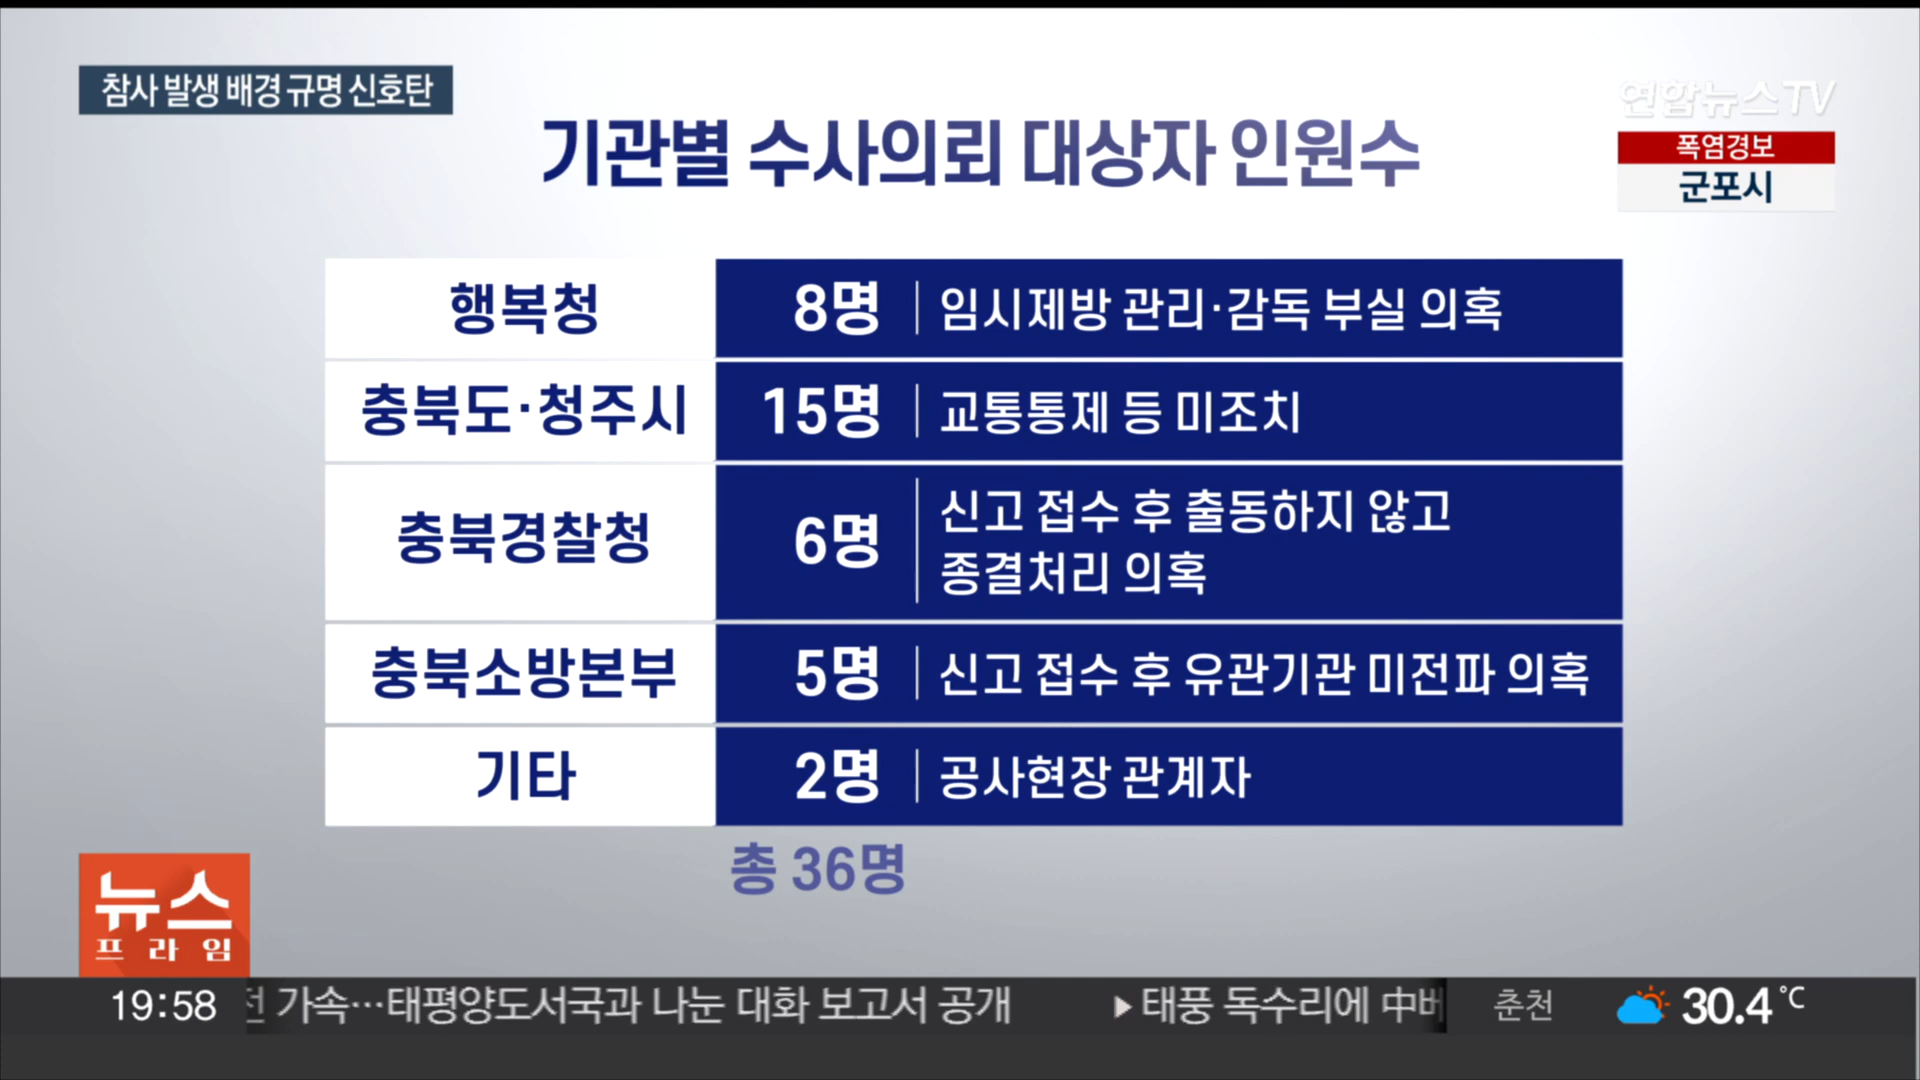 참사 발생 배경 규명 신호탄
연합뉴스TV
폭염경보
군포시
기관별 수사의뢰 대상자 인원수
행복청 8명 임시제방 관리·감독 부실 의혹
충북도·청주시 15명 교통통제 등 미조치
충북경찰청 6명 신고 접수 후 출동하지 않고
종결처리 의혹
충북소방본부 5명 신고 접수 후 유관기관 미전파 의혹
기타 2명 공사현장 관계자
총 36명
뉴스
프라임
19:58 가속…태평양도서국과 나눈 대화 보고서 공개 ▶태풍 독수리에 中 춘천 30.4℃